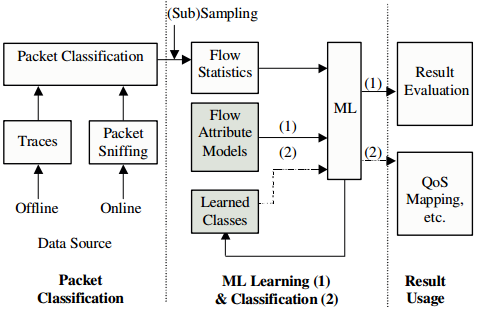 (Sub)Sampling
Packet Classification
Flow
Statistics
ML
Result
Evaluation
(1)
Flow
Attribute
Models
(1)
(2)
Traces
Packet
Sniffing
(2)
QoS
Mapping,
etc.
Learned
Classes
Offline
Online
Data Source
Packet
Classification
ML Learning (1)
& Classification (2)
Result
Usage